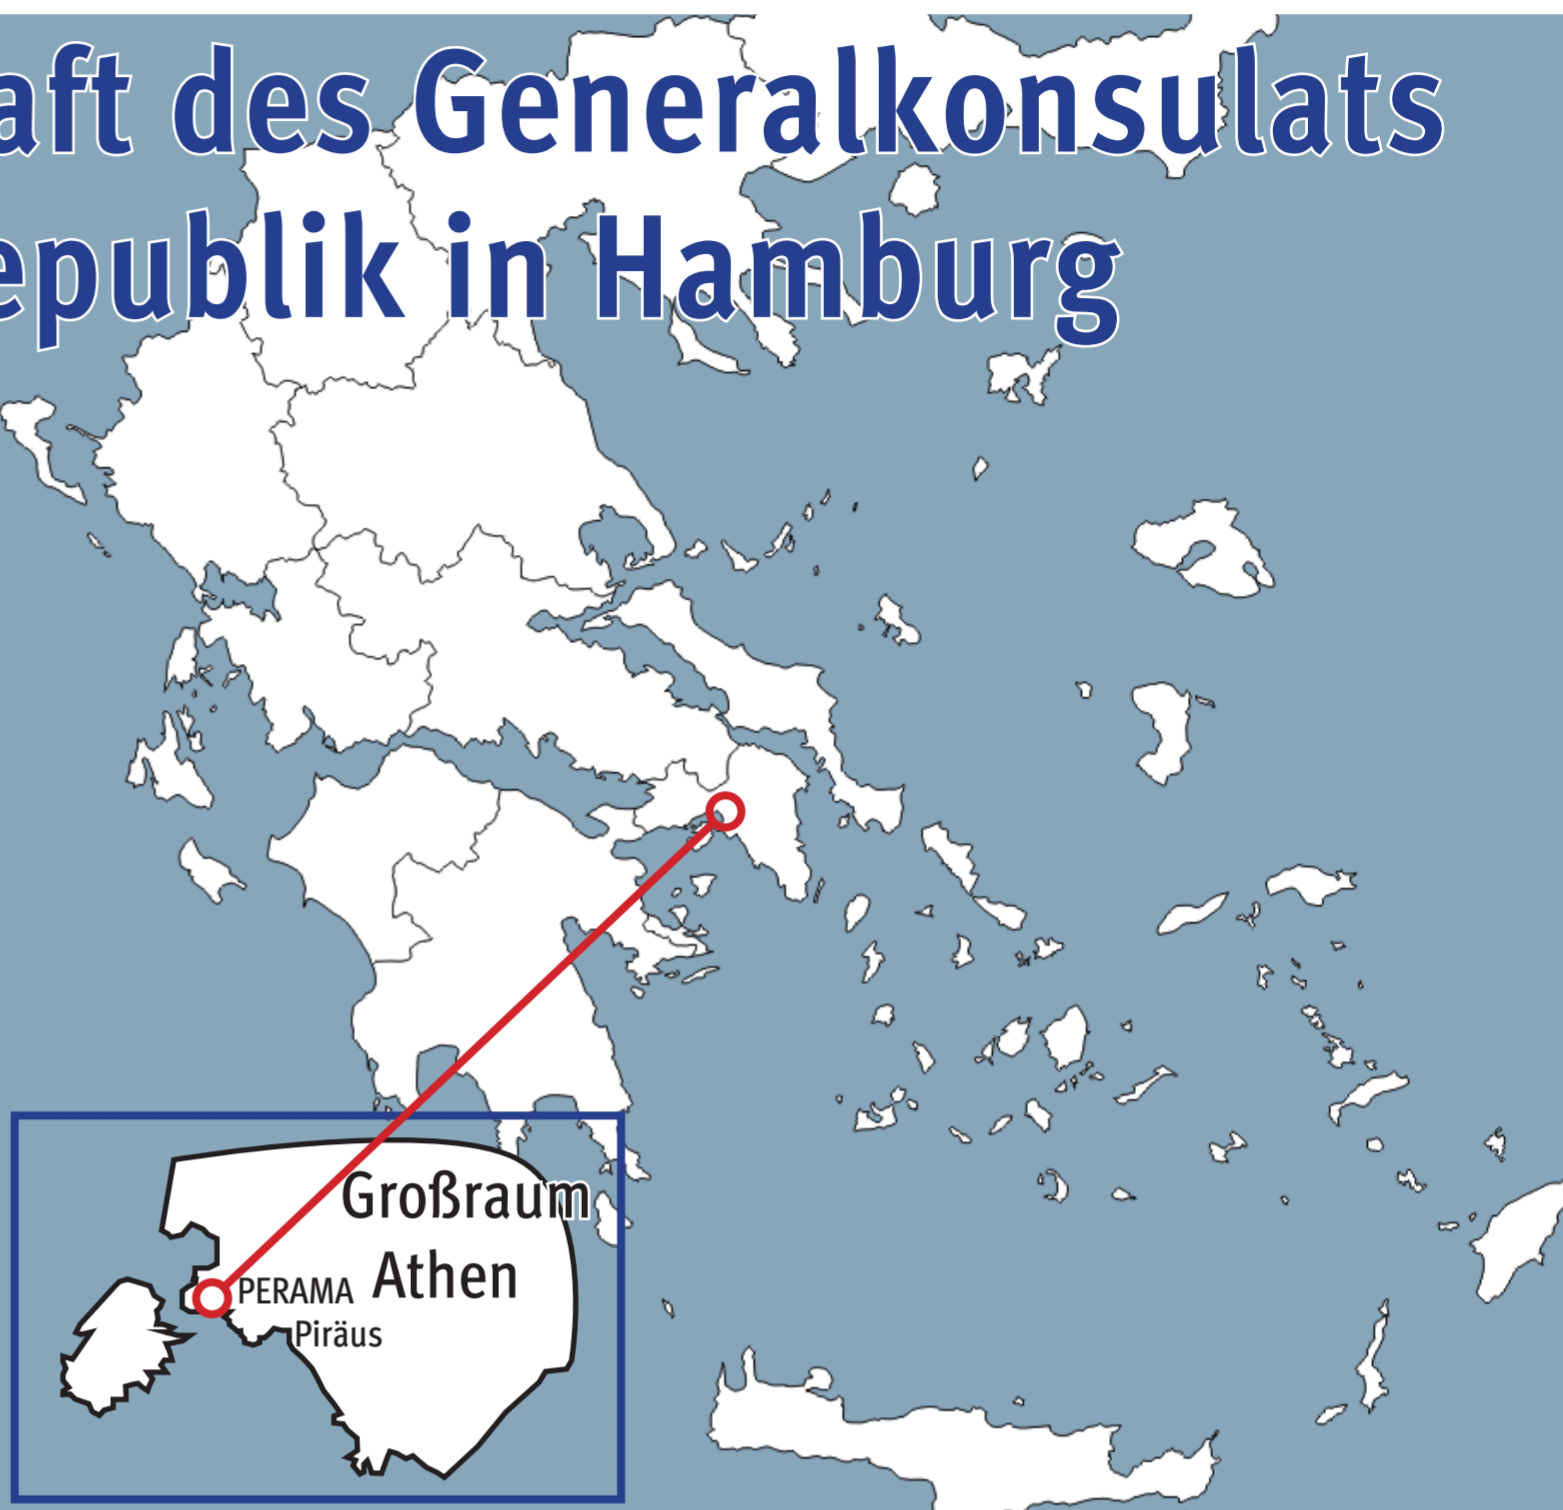 aft des Generalkonsulats
epublik in Hamburg
Großraum
Athen
PERAMA
Piräus